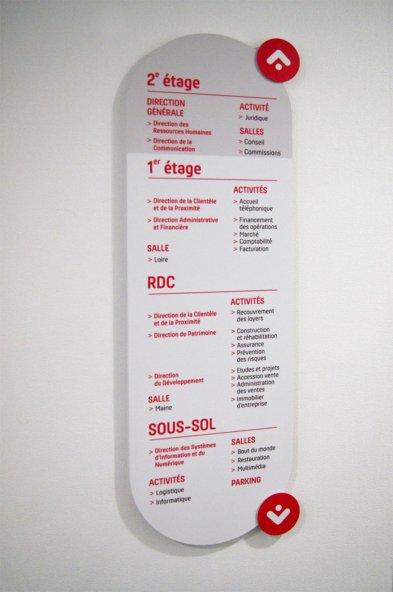 2e étage
DIRECTION
GÉNÉRALE
> Direction des
Ressources Humaines
> Direction de la
Communication
ACTIVITÉ
> Juridique
SALLES
> Conseil
> Commissions
1er étage
> Direction de la Clientèle
et de la Proximité
> Direction Administrative
et Financière
SALLE
> Loire
ACTIVITÉS
> Accueil
téléphonique
> Financement
des opérations
> Marché
> Comptabilité
> Facturation
RDC
> Direction de la Clientèle
et de la Proximité
> Direction du Patrimoine
> Direction
du Développement
SALLE
> Maine
ACTIVITÉS
> Recouvrement
des loyers
> Construction
et réhabilitation
> Assurance
> Prévention
des risques
> Etudes et projets
> Accession vente
> Administration
des ventes
> Immobilier
d'entreprise
SOUS-SOL
> Direction des Systèmes
d'Information et du
Numérique
ACTIVITÉS
> Logistique
> Informatique
SALLES
> Bout du monde
> Restauration
> Multimédia
PARKING